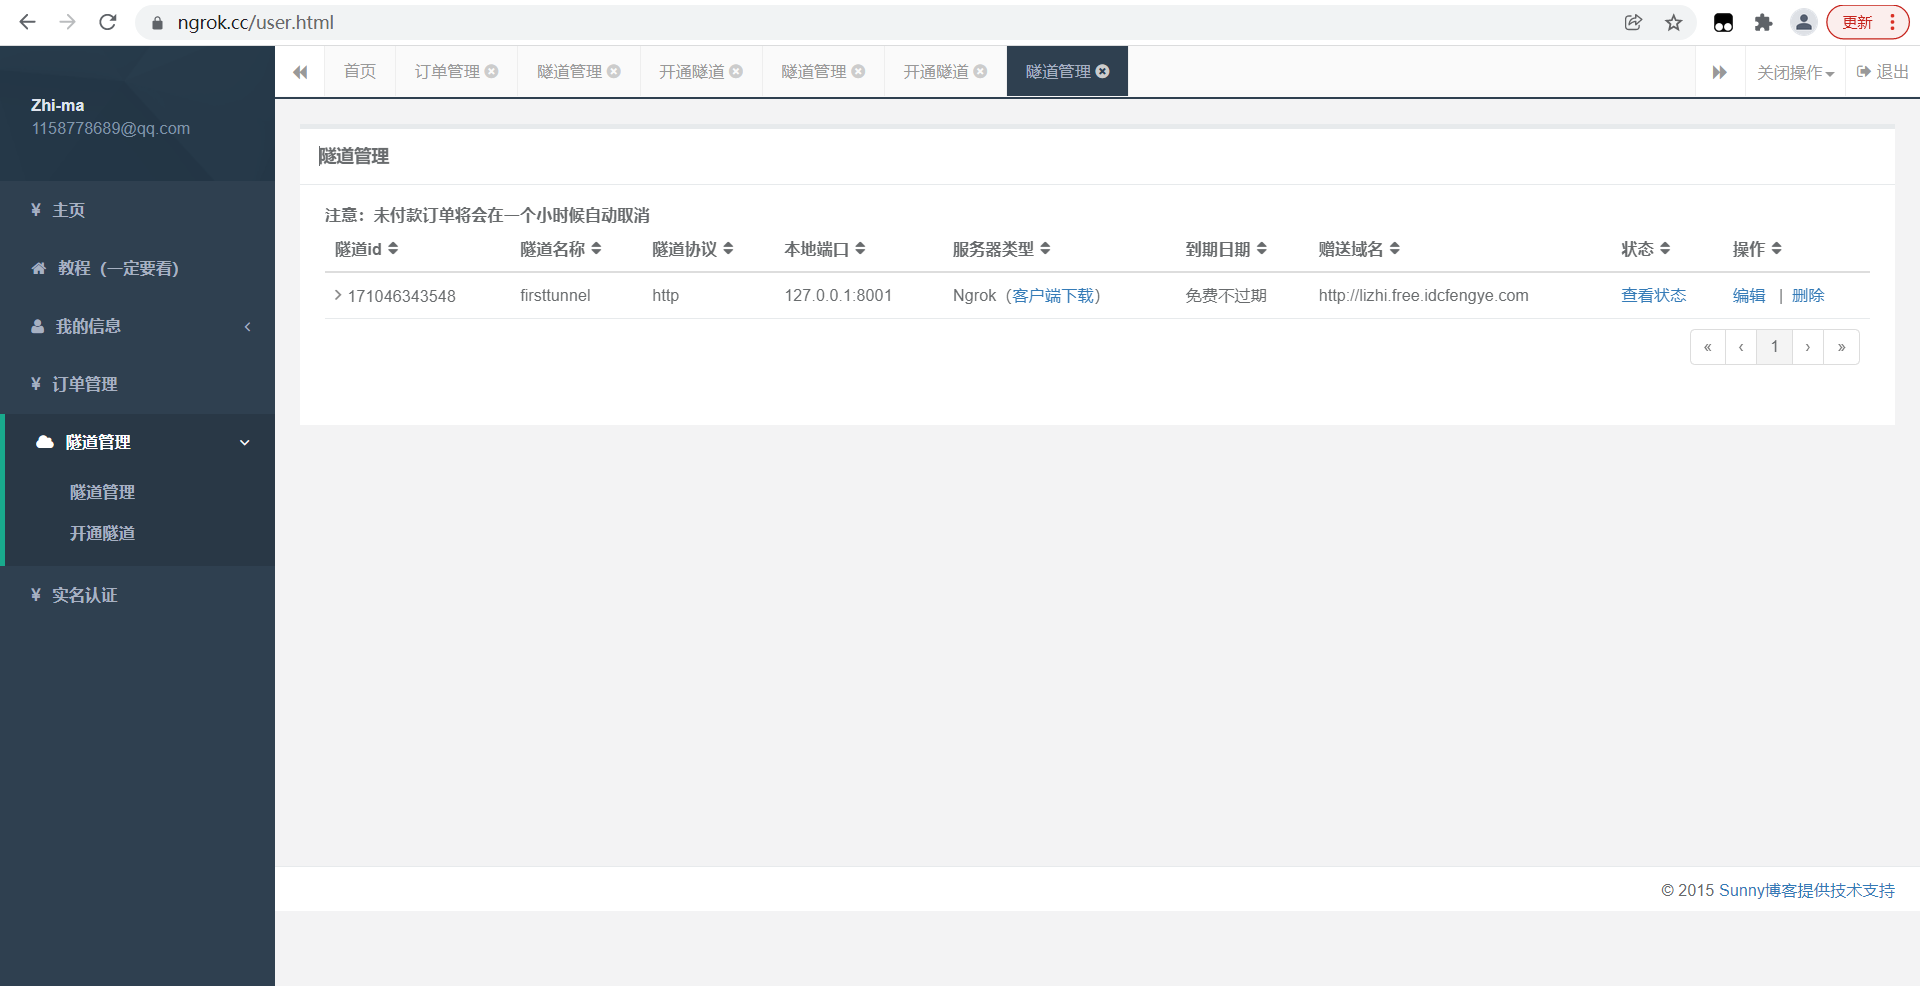 ngrok.cc/user.html
更新
Zhi-ma
1158778689@qq.com
主页
教程（一定要看)
我的信息
订单管理
隧道管理
隧道管理
开通隧道
实名认证
首页 订单管理 隧道管理 开通隧道 隧道管理 开通隧道 隧道管理 关闭操作 退出
隧道管理
注意：未付款订单将会在一个小时候自动取消
隧道id 隧道名称 隧道协议 本地端口 服务器类型 到期日期 赠送域名 状态 操作
171046343548 firsttunnel http 127.0.0.1:8001 Ngrok（客户端下载） 免费不过期 http://lizhi.free.idcfengye.com 查看状态 编辑 | 删除
« ‹ 1 › »
© 2015 Sunny博客提供技术支持